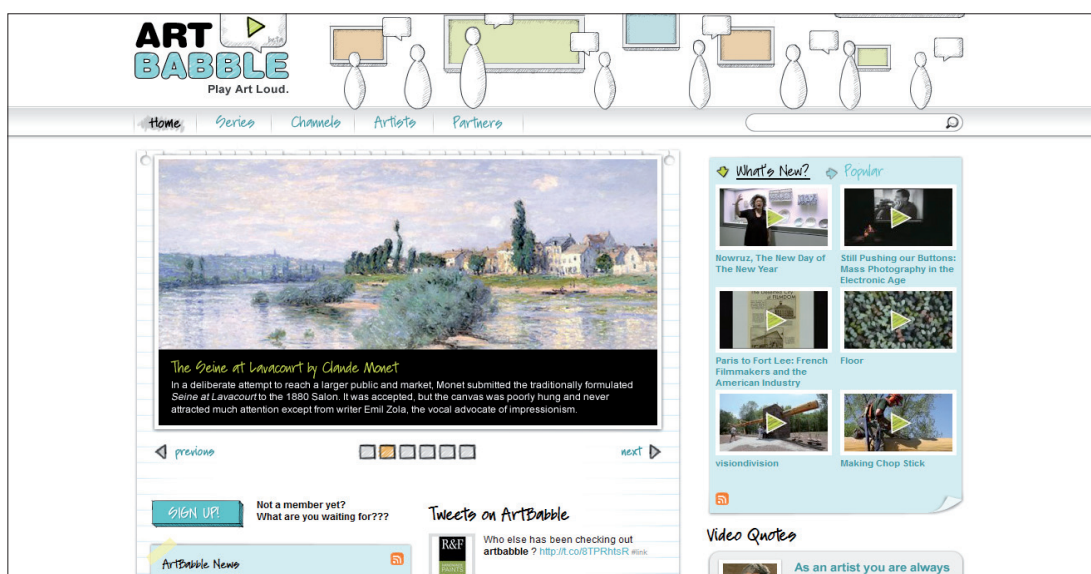 ART
beta
BABBLE
Play Art Loud.
Home
Series
Channels
Artists
Partners
The Seine at Lavacourt by Claude Monet
In a deliberate attempt to reach a larger public and market, Monet submitted the traditionally formulated
Seine at Lavacourt to the 1880 Salon. It was accepted, but the canvas was poorly hung and never
attracted much attention except from writer Emil Zola, the vocal advocate of impressionism.
previous
next
SIGN UP!
Not a member yet?
What are you waiting for???
ArtBabble News
Tweets on ArtBabble
R&F
PAINTS
Who else has been checking out
artbabble ? http://t.co/8TPRhtsR #link
What's New?
Popular
Nowruz, The New Day of
The New Year
Still Pushing our Buttons:
Mass Photography in the
Electronic Age
FILMDOM
Paris to Fort Lee: French
Filmmakers and the
American Industry
Floor
visiondivision
Making Chop Stick
Video Quotes
As an artist you are always